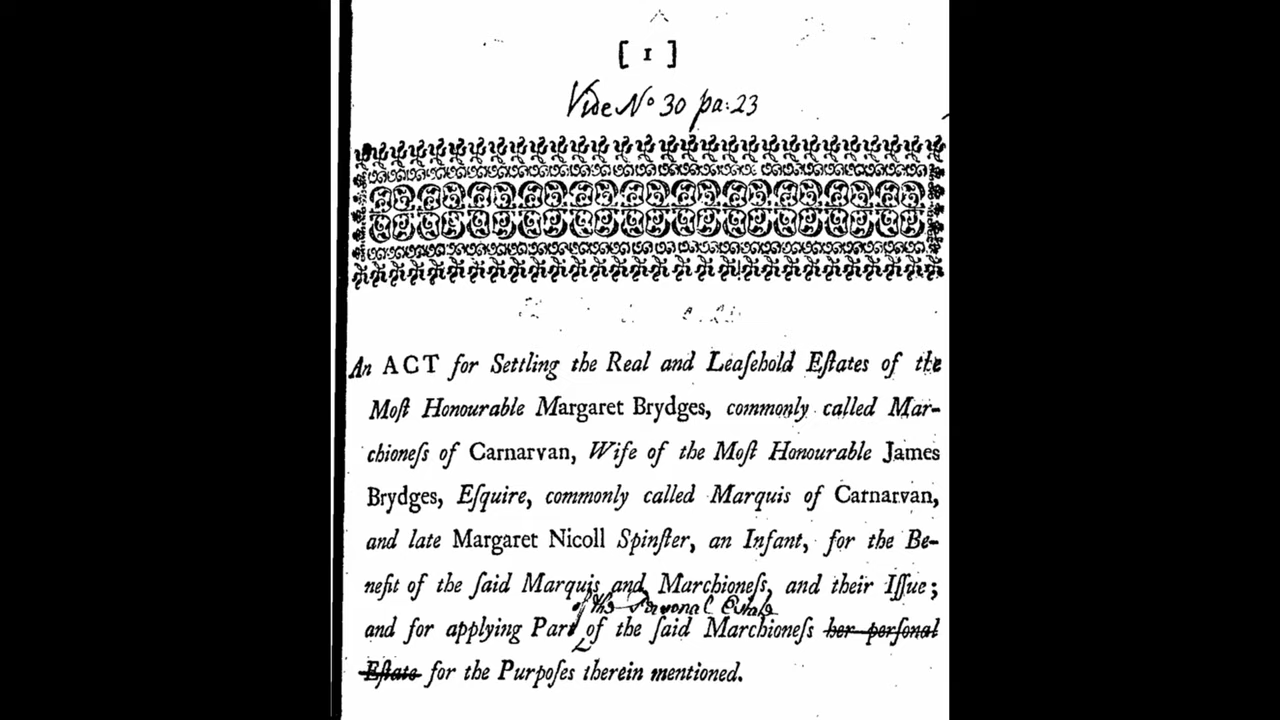 [ 1 ]
Vide No 30 pa: 23
An ACT for Settling the Real and Leaſehold Eſtates of the
Moſt Honourable Margaret Brydges, commonly called Mar-
chioneſs of Carnarvan, Wife of the Moſt Honourable James
Brydges, Eſquire, commonly called Marquis of Carnarvan,
and late Margaret Nicoll Spinſter, an Infant, for the Be-
nefit of the ſaid Marquis and Marchioneſs, and their Iſſue;
of the Personal Estate
and for applying Part of the ſaid Marchioneſs her perſonal
Eſtate for the Purpoſes therein mentioned.